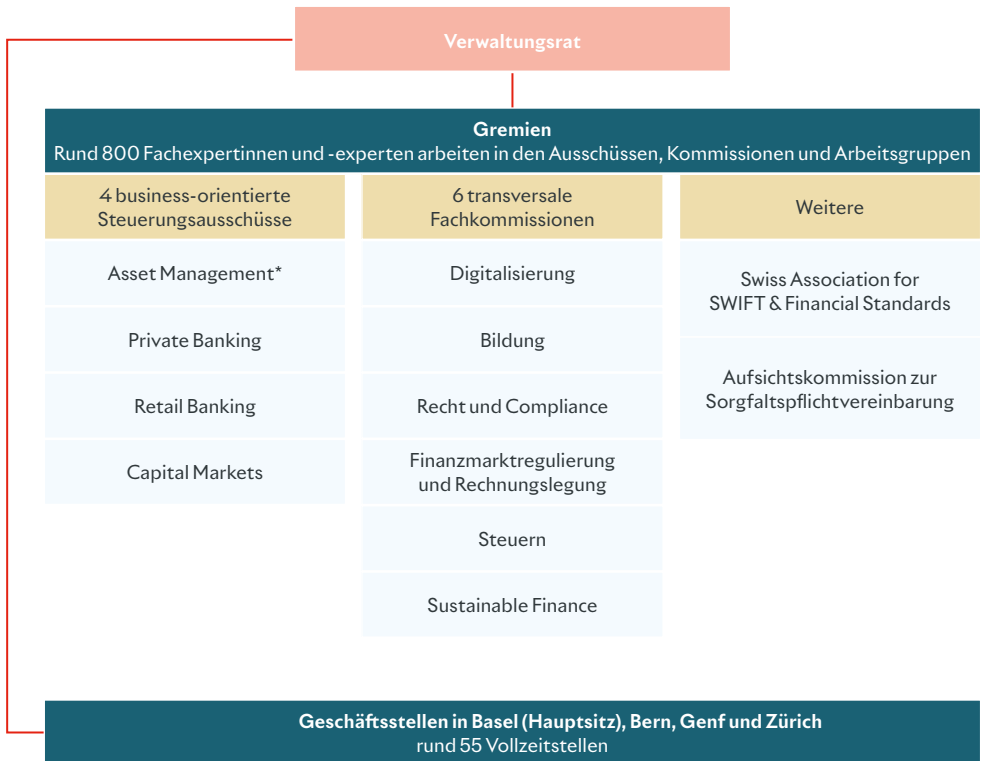 Verwaltungsrat
Gremien
Rund 800 Fachexpertinnen und -experten arbeiten in den Ausschüssen, Kommissionen und Arbeitsgruppen
4 business-orientierte
Steuerungsausschüsse
Asset Management*
Private Banking
Retail Banking
Capital Markets
6 transversale
Fachkommissionen
Digitalisierung
Bildung
Recht und Compliance
Finanzmarktregulierung
und Rechnungslegung
Steuern
Sustainable Finance
Weitere
Swiss Association for
SWIFT & Financial Standards
Aufsichtskommission zur
Sorgfaltspflichtvereinbarung
Geschäftsstellen in Basel (Hauptsitz), Bern, Genf und Zürich
rund 55 Vollzeitstellen